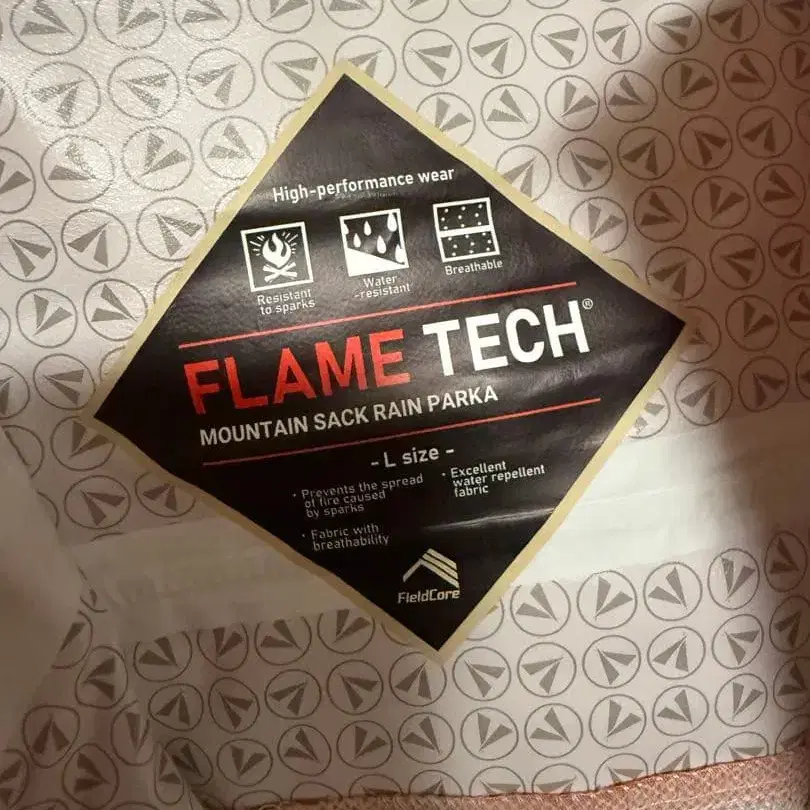 High-performance wear
Resistant
to sparks
Water
-resistant
Breathable
FLAME TECH®
MOUNTAIN SACK RAIN PARKA
- L size -
· Prevents the spread
of fire caused
by sparks
· Fabric with
breathability
· Excellent
water repellent
fabric
FieldCore